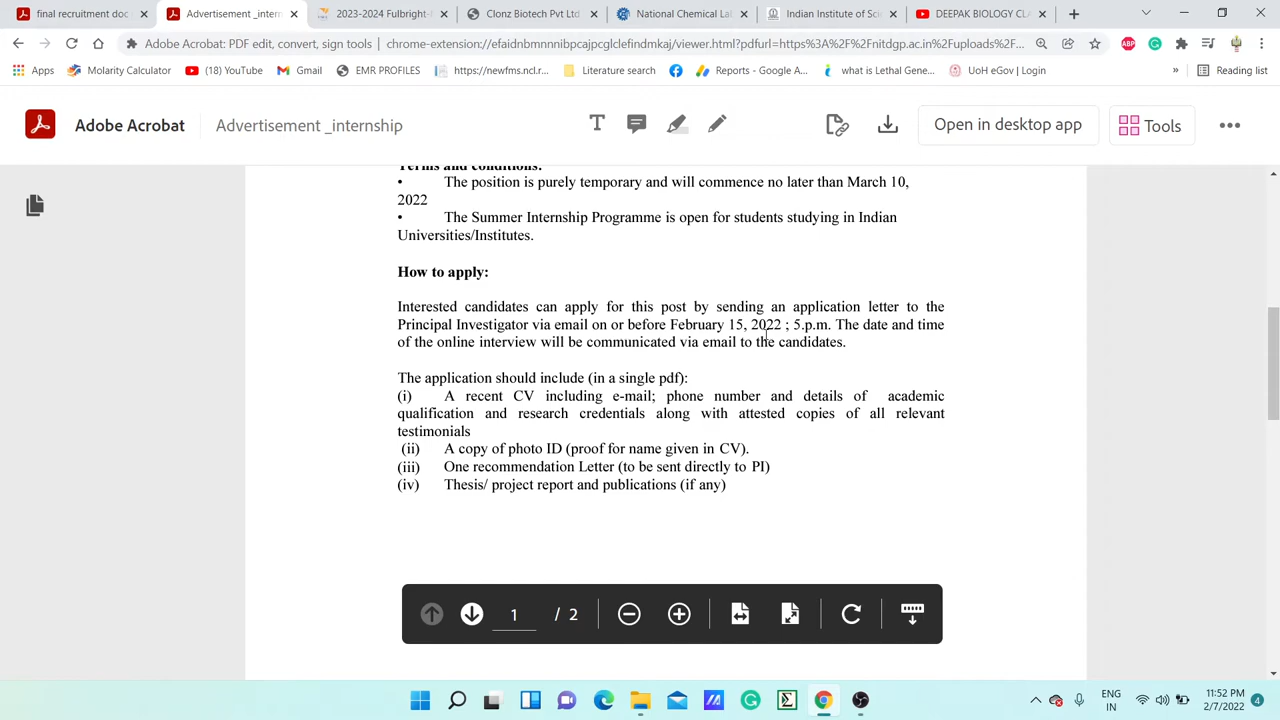 final recruitment doc
Advertisement _intern
2023-2024 Fulbright-
Clonz Biotech Pvt Ltd
National Chemical Lab
Indian Institute of
DEEPAK BIOLOGY CL
Adobe Acrobat: PDF edit, convert, sign tools | chrome-extension://efaidnbmnnnibpcajpcglclefindmkaj/viewer.html?pdfurl=https%3A%2F%2Fnitdgp.ac.in%2Fuploads%2F...
Apps Molarity Calculator (18) YouTube Gmail EMR PROFILES https://newfms.ncl.r... Literature search Reports - Google A... what is Lethal Gene... UoH eGov | Login » Reading list
Adobe Acrobat Advertisement _internship Open in desktop app Tools
Terms and conditions:
• The position is purely temporary and will commence no later than March 10,
2022
• The Summer Internship Programme is open for students studying in Indian
Universities/Institutes.
How to apply:
Interested candidates can apply for this post by sending an application letter to the
Principal Investigator via email on or before February 15, 2022 ; 5.p.m. The date and time
of the online interview will be communicated via email to the candidates.
The application should include (in a single pdf):
(i) A recent CV including e-mail; phone number and details of academic
qualification and research credentials along with attested copies of all relevant
testimonials
(ii) A copy of photo ID (proof for name given in CV).
(iii) One recommendation Letter (to be sent directly to PI)
(iv) Thesis/ project report and publications (if any)
1 / 2
ENG
IN
11:52 PM
2/7/2022
4